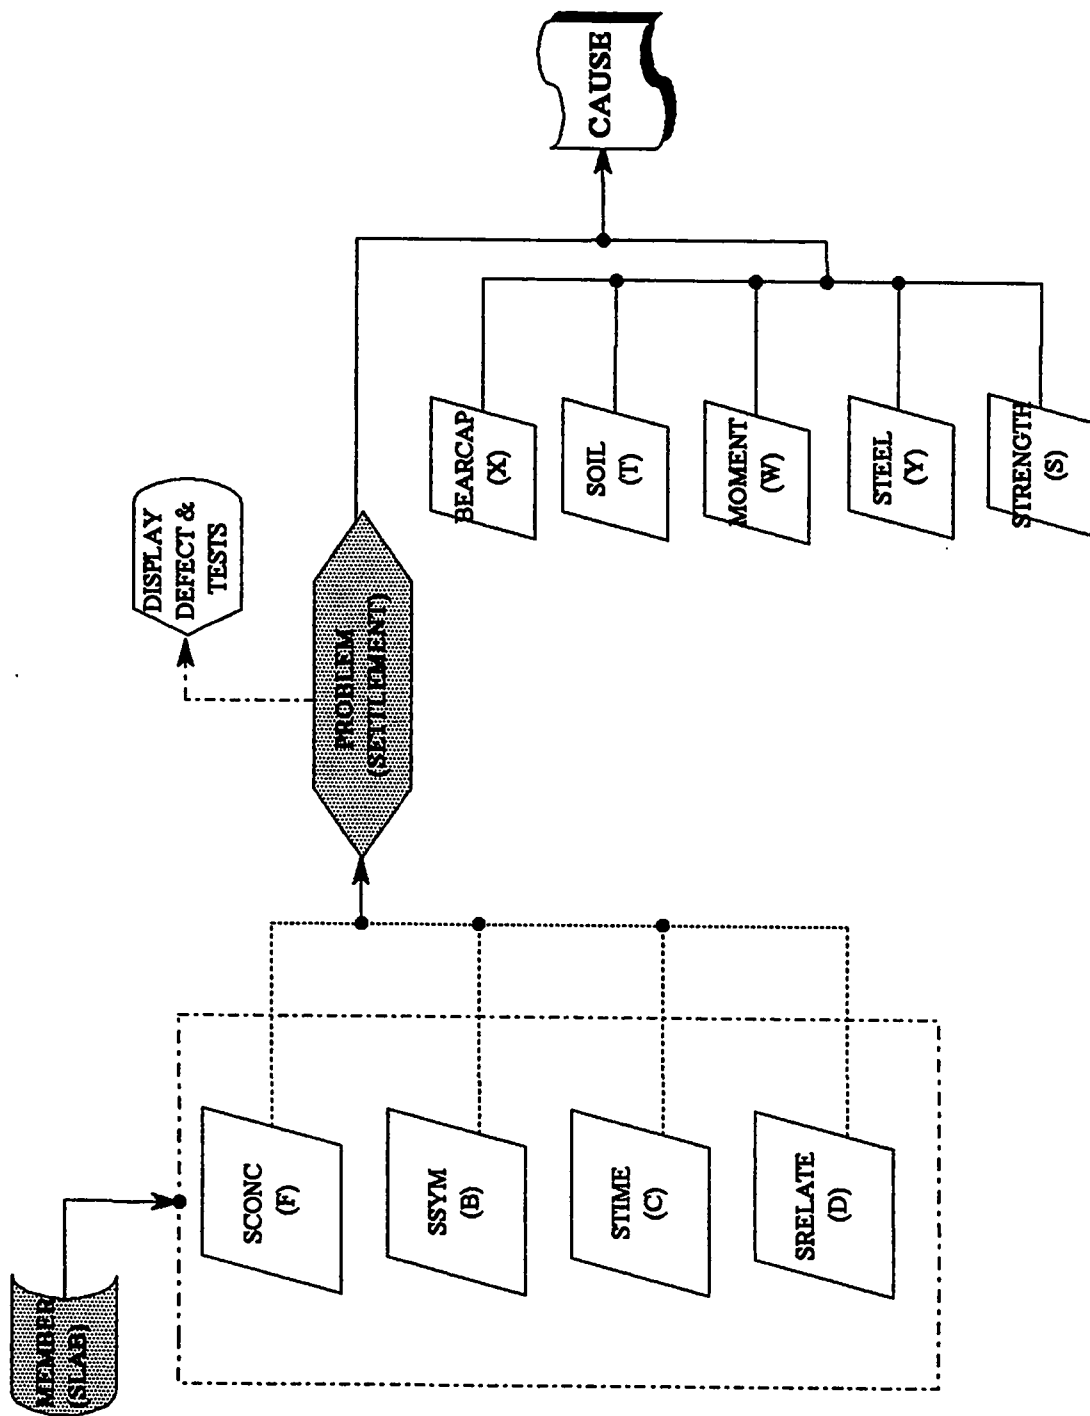 MEMBER
(SLAB)
SCONC
(F)
SSYM
(B)
STIME
(C)
SRELATE
(D)
PROBLEM
(SETTLEMENT)
DISPLAY
DEFECT &
TESTS
BEARCAP
(X)
SOIL
(T)
MOMENT
(W)
STEEL
(Y)
STRENGTH
(S)
CAUSE